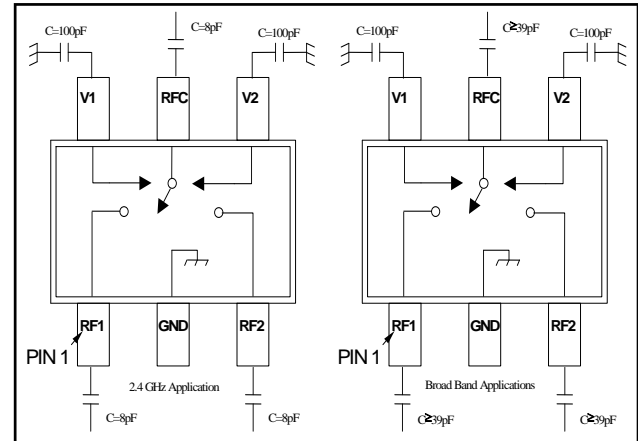 C=8pF
C=100pF
C=100pF
V1
RFC
V2
RF1
GND
RF2
PIN 1
2.4 GHz Application
C=8pF
C=8pF
C≥39pF
C=100pF
C=100pF
V1
RFC
V2
RF1
GND
RF2
PIN 1
Broad Band Applications
C≥39pF
C≥39pF